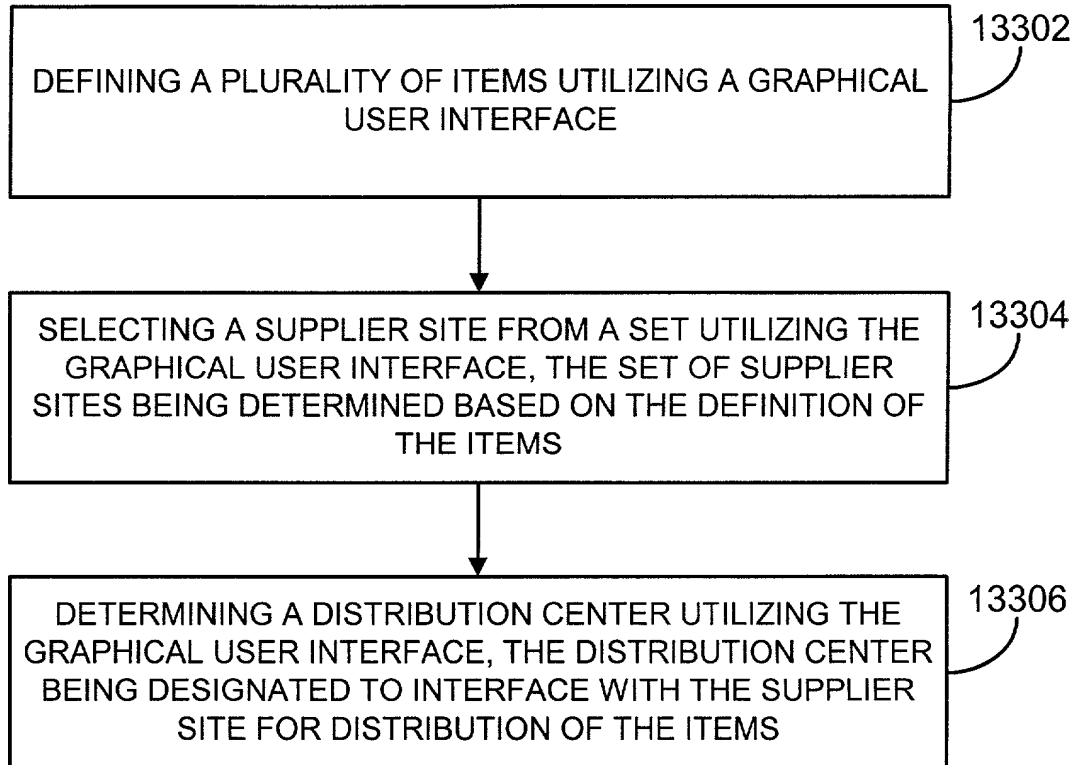 13302
DEFINING A PLURALITY OF ITEMS UTILIZING A GRAPHICAL
USER INTERFACE
13304
SELECTING A SUPPLIER SITE FROM A SET UTILIZING THE
GRAPHICAL USER INTERFACE, THE SET OF SUPPLIER
SITES BEING DETERMINED BASED ON THE DEFINITION OF
THE ITEMS
13306
DETERMINING A DISTRIBUTION CENTER UTILIZING THE
GRAPHICAL USER INTERFACE, THE DISTRIBUTION CENTER
BEING DESIGNATED TO INTERFACE WITH THE SUPPLIER
SITE FOR DISTRIBUTION OF THE ITEMS